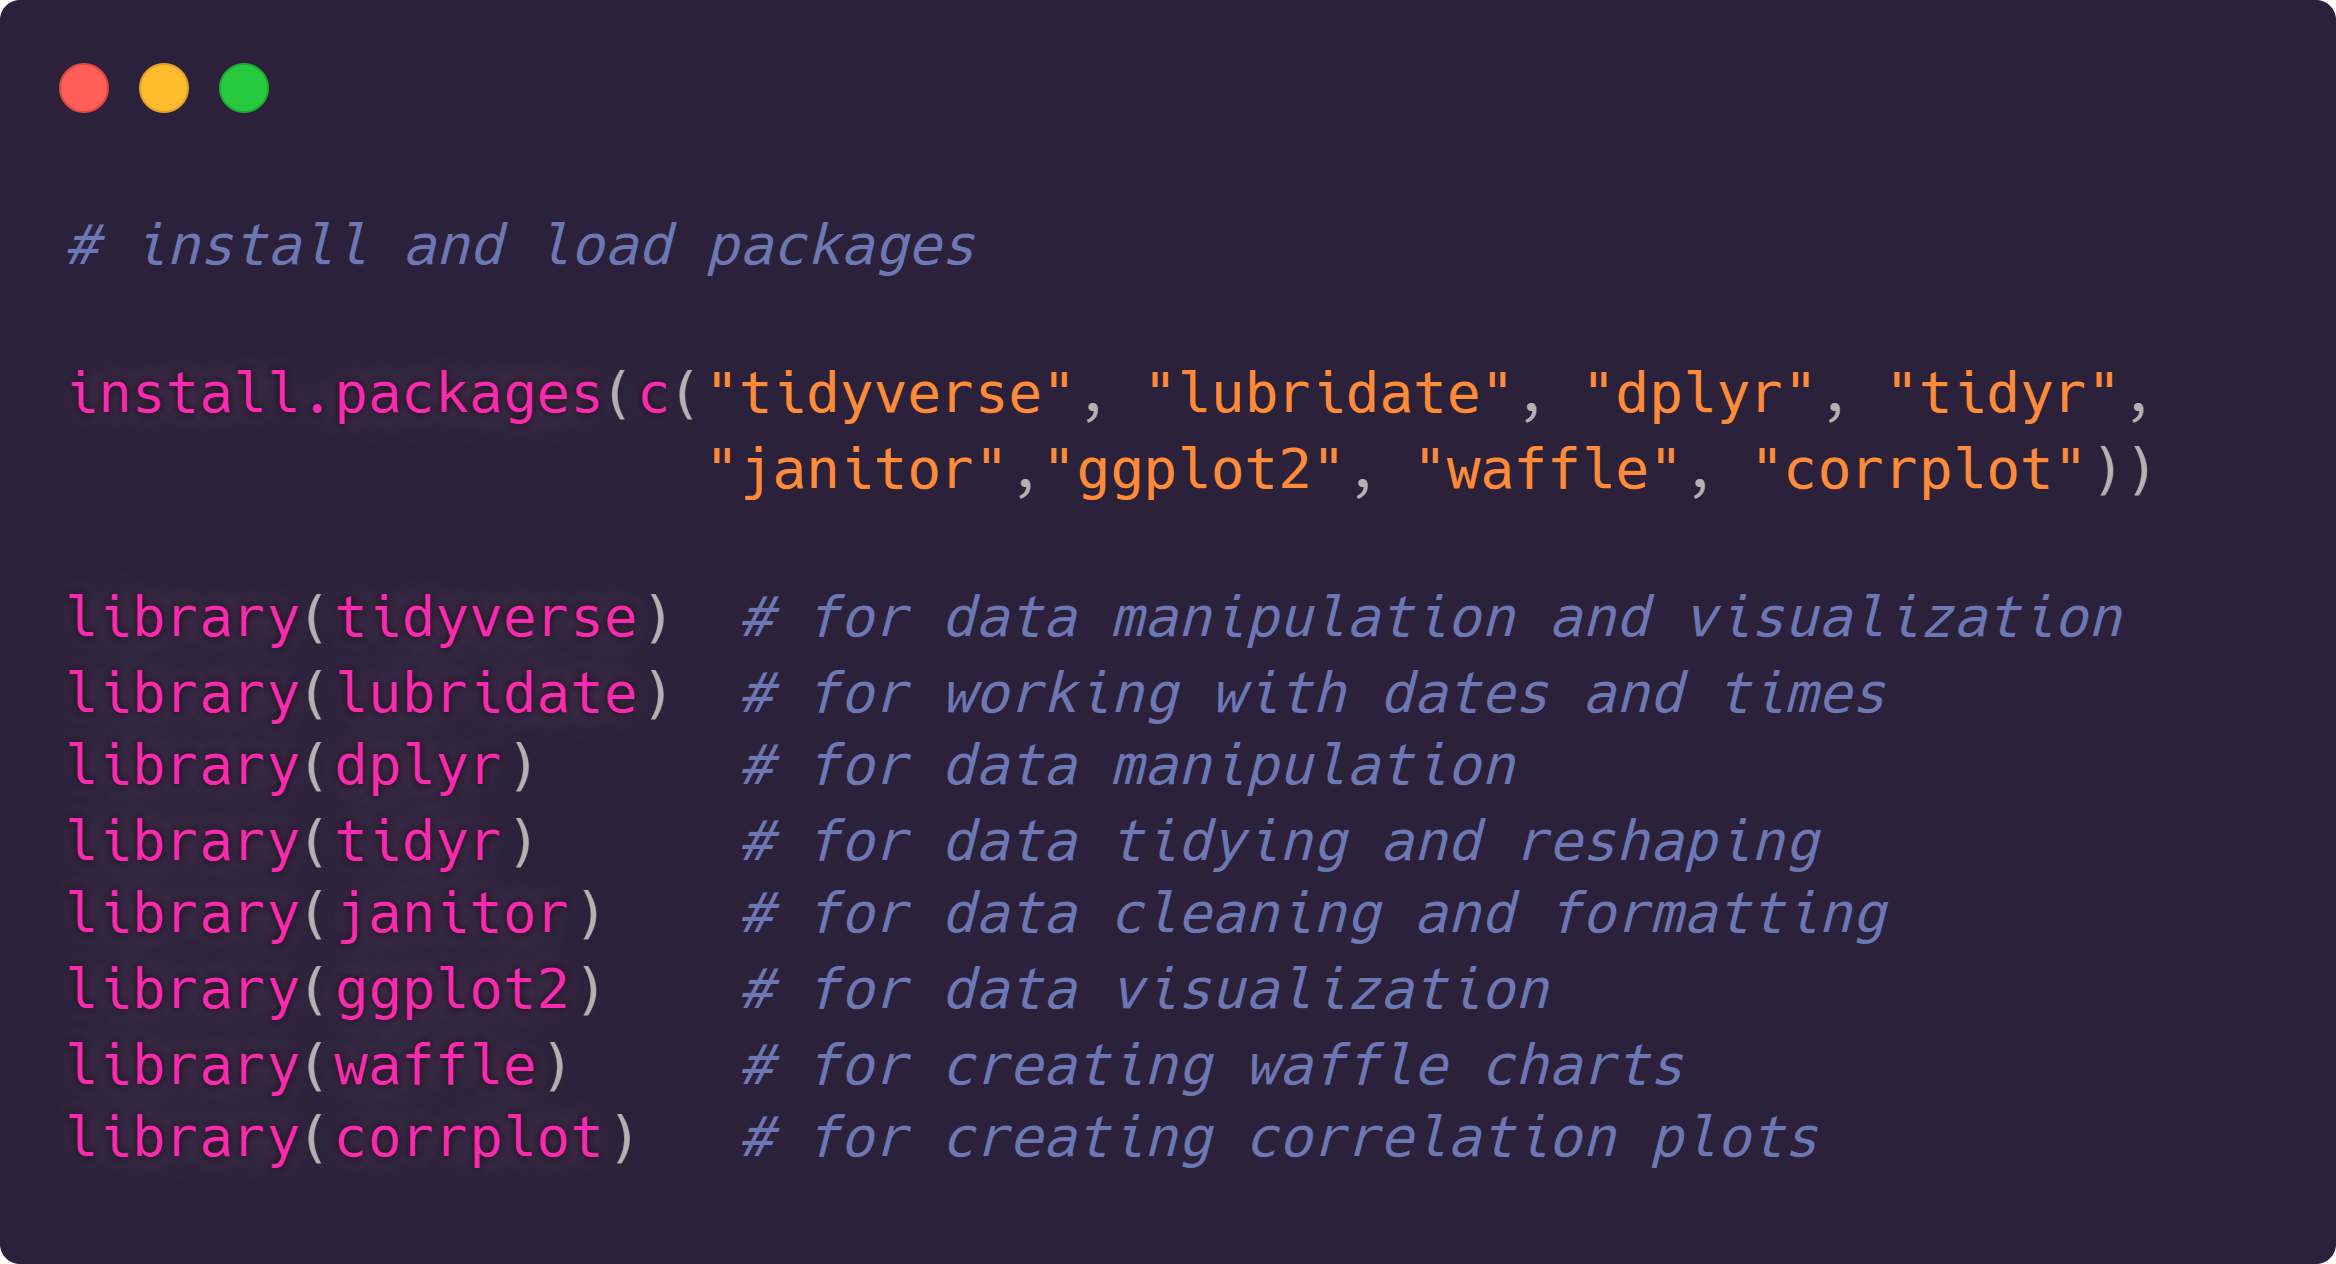 # install and load packages
install.packages(c("tidyverse", "lubridate", "dplyr", "tidyr",
                   "janitor","ggplot2", "waffle", "corrplot"))
library(tidyverse)  # for data manipulation and visualization
library(lubridate)  # for working with dates and times
library(dplyr)      # for data manipulation
library(tidyr)      # for data tidying and reshaping
library(janitor)    # for data cleaning and formatting
library(ggplot2)    # for data visualization
library(waffle)     # for creating waffle charts
library(corrplot)   # for creating correlation plots